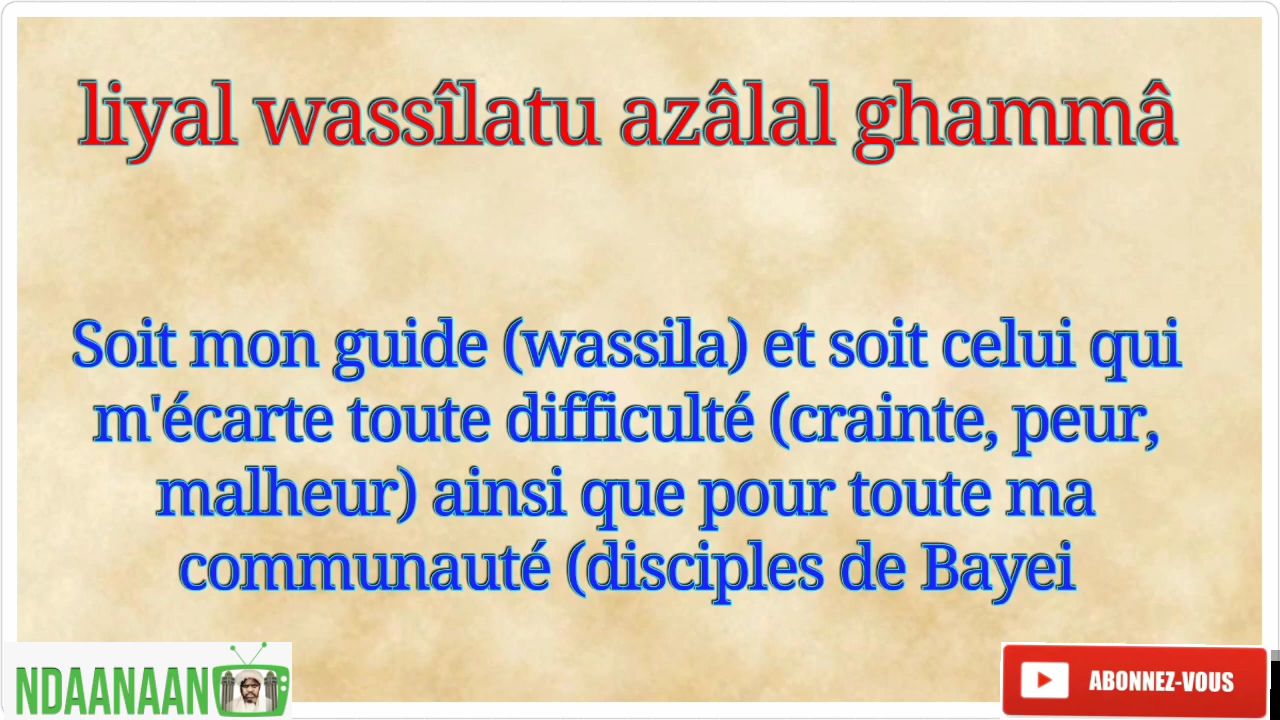 liyal wassîlatu azâlal ghammâ
Soit mon guide (wassila) et soit celui qui
m'écarte toute difficulté (crainte, peur,
malheur) ainsi que pour toute ma
communauté (disciples de Bayei
NDAANAAN
ABONNEZ-VOUS